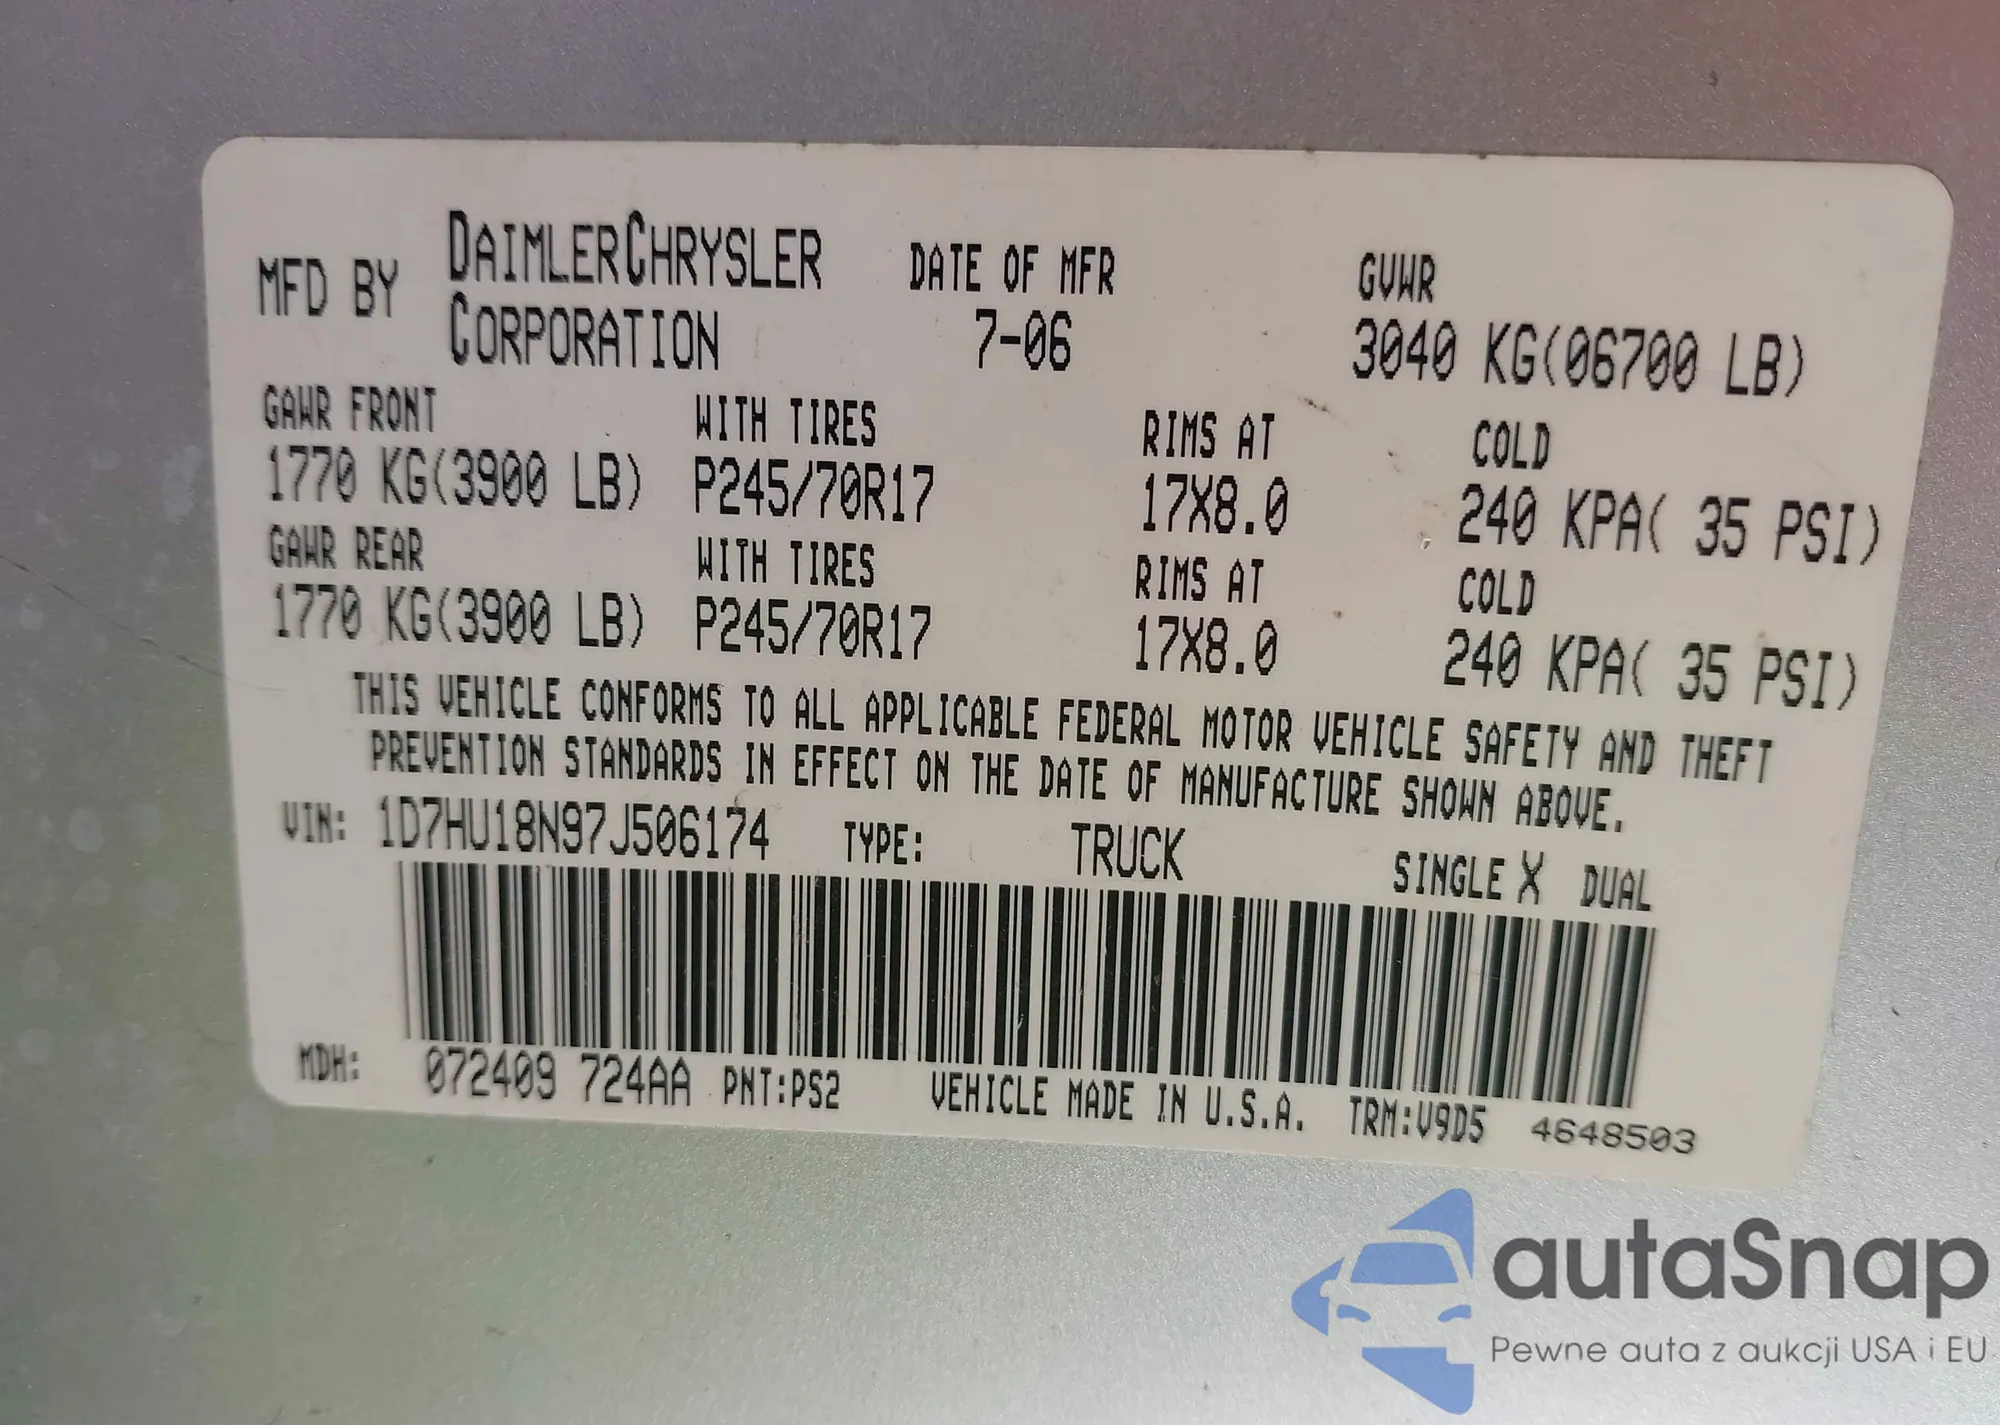 MFD BY DAIMLERCHRYSLER CORPORATION
DATE OF MFR
7-06
GVWR
3040 KG(06700 LB)
GAWR FRONT WITH TIRES RIMS AT COLD
1770 KG(3900 LB) P245/70R17 17X8.0 240 KPA( 35 PSI)
GAWR REAR WITH TIRES RIMS AT COLD
1770 KG(3900 LB) P245/70R17 17X8.0 240 KPA( 35 PSI)
THIS VEHICLE CONFORMS TO ALL APPLICABLE FEDERAL MOTOR VEHICLE SAFETY AND THEFT
PREVENTION STANDARDS IN EFFECT ON THE DATE OF MANUFACTURE SHOWN ABOVE.
VIN: 1D7HU18N97J506174 TYPE: TRUCK SINGLE X DUAL
MDH: 072409 724AA PNT:PS2 VEHICLE MADE IN U.S.A. TRM:V9D5 4648503
autaSnap
Pewne auta z aukcji USA i EU